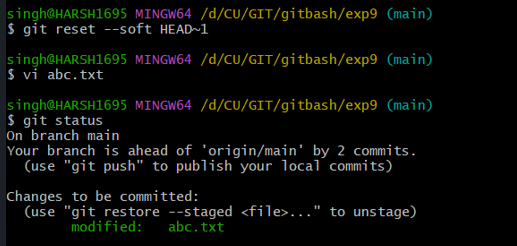 singh@HARSH1695 MINGW64 /d/CU/GIT/gitbash/exp9 (main)
$ git reset --soft HEAD~1
singh@HARSH1695 MINGW64 /d/CU/GIT/gitbash/exp9 (main)
$ vi abc.txt
singh@HARSH1695 MINGW64 /d/CU/GIT/gitbash/exp9 (main)
$ git status
On branch main
Your branch is ahead of 'origin/main' by 2 commits.
  (use "git push" to publish your local commits)
Changes to be committed:
  (use "git restore --staged <file>..." to unstage)
        modified:   abc.txt